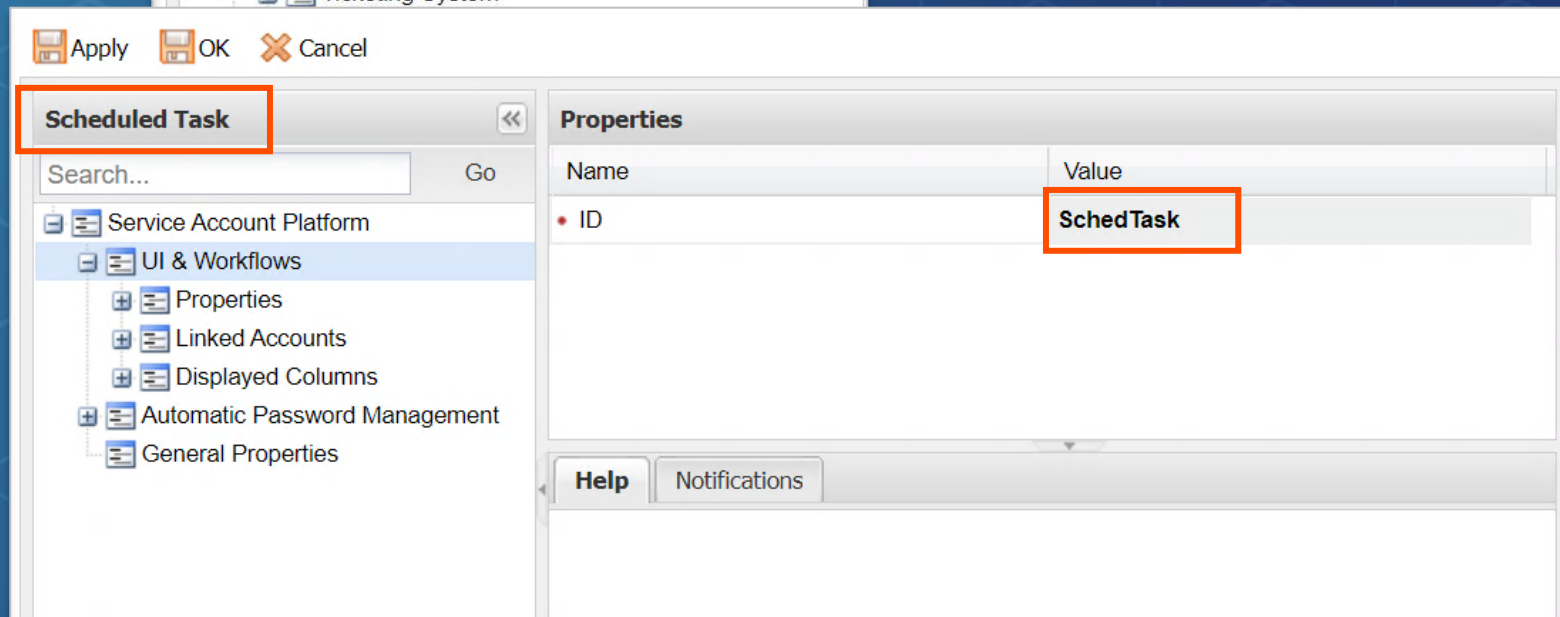 Apply OK Cancel
Scheduled Task
Search... Go
Service Account Platform
UI & Workflows
Properties
Linked Accounts
Displayed Columns
Automatic Password Management
General Properties
Properties
Name Value
ID SchedTask
Help Notifications